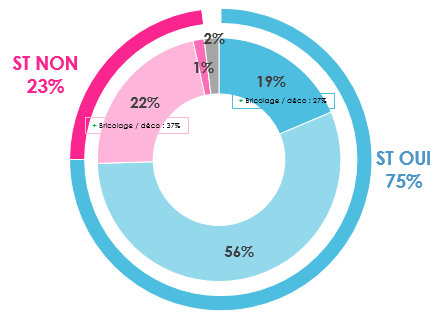 2%
ST NON
23%
1%
19%
22%
+ Bricolage / déco : 27%
+ Bricolage / déco : 37%
ST OUI
75%
56%